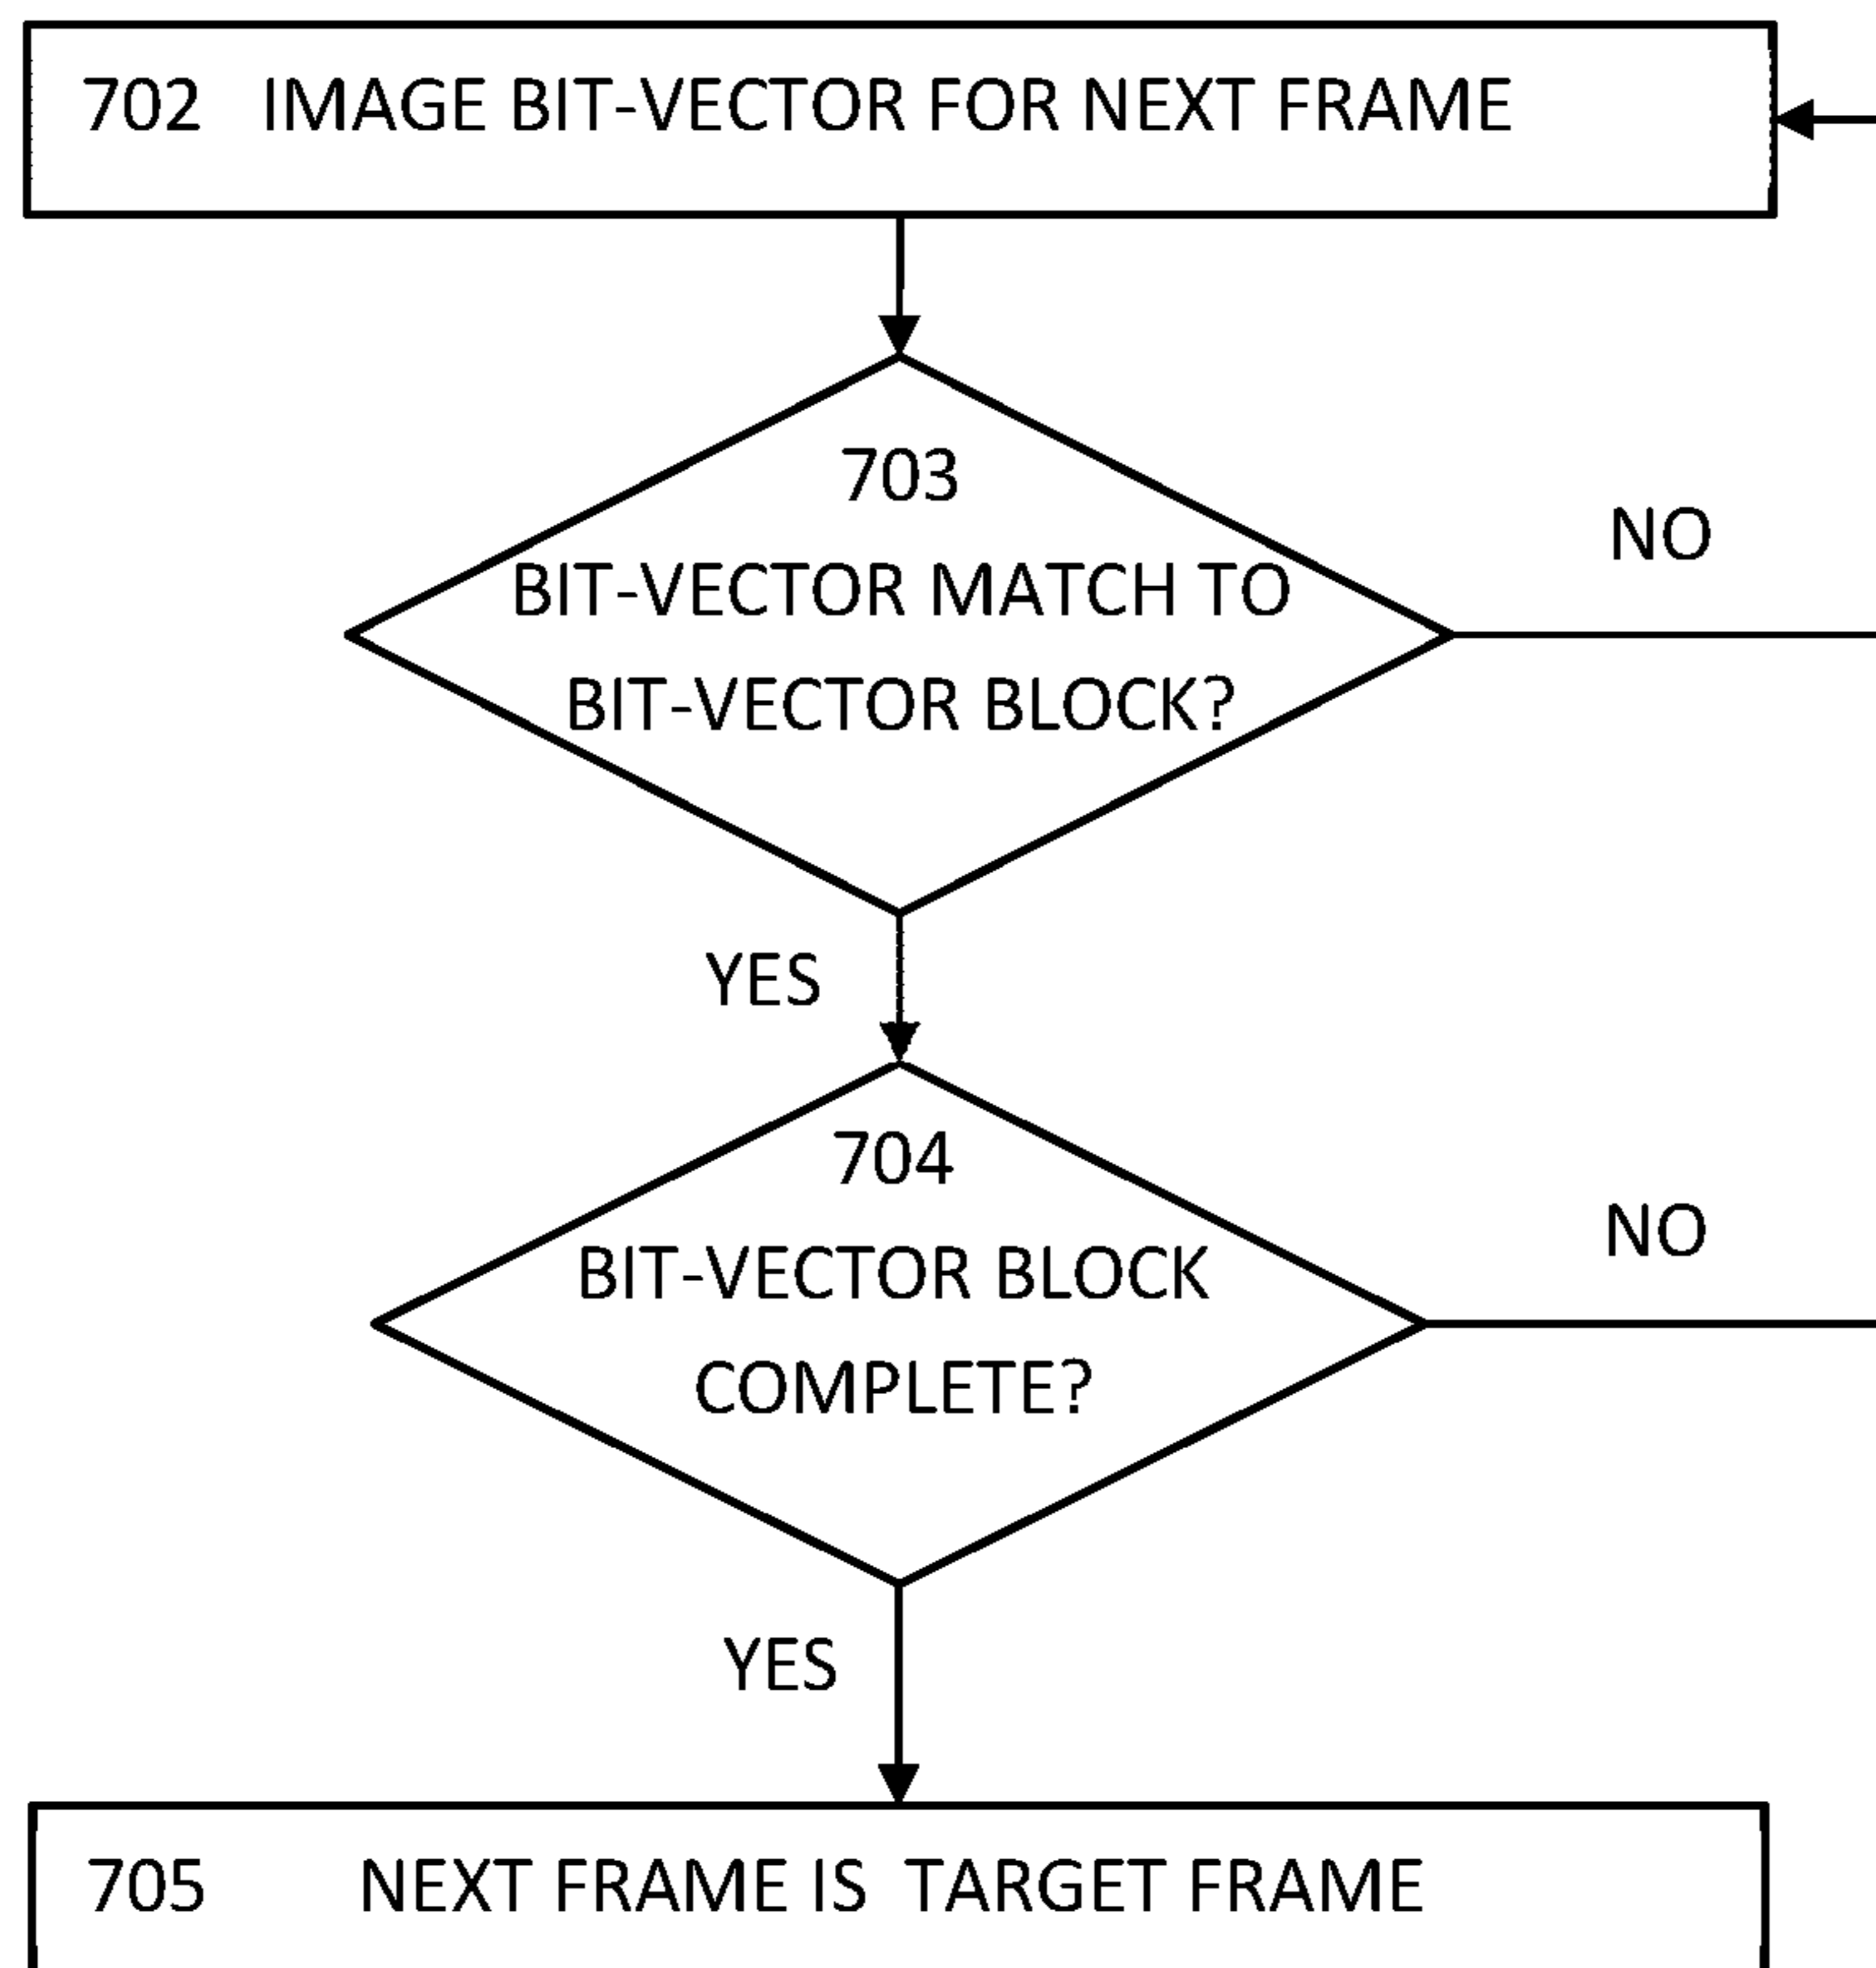 702 IMAGE BIT-VECTOR FOR NEXT FRAME
703
BIT-VECTOR MATCH TO
BIT-VECTOR BLOCK?
NO
YES
704
BIT-VECTOR BLOCK
COMPLETE?
NO
YES
705 NEXT FRAME IS TARGET FRAME